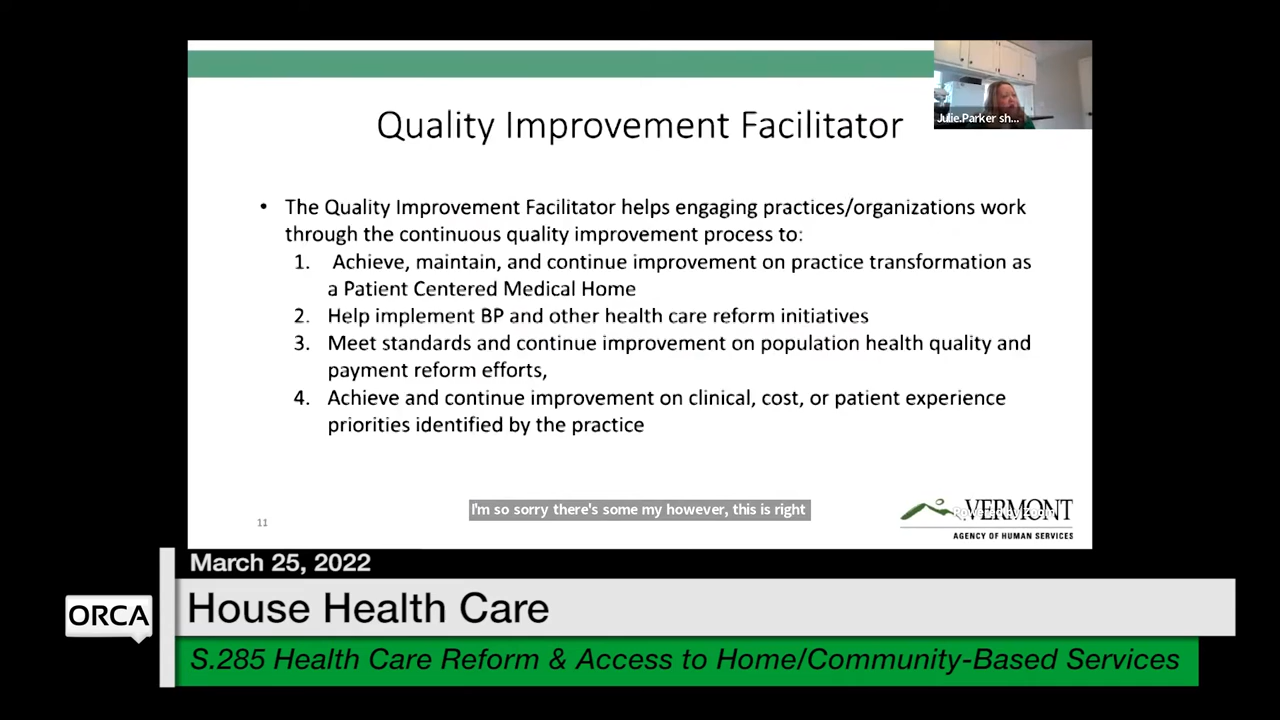 Quality Improvement Facilitator
Julie.Parker sh...
• The Quality Improvement Facilitator helps engaging practices/organizations work
through the continuous quality improvement process to:
1. Achieve, maintain, and continue improvement on practice transformation as
a Patient Centered Medical Home
2. Help implement BP and other health care reform initiatives
3. Meet standards and continue improvement on population health quality and
payment reform efforts,
4. Achieve and continue improvement on clinical, cost, or patient experience
priorities identified by the practice
I'm so sorry there's some my however, this is right
11
VERMONT
Powered by Zoom
AGENCY OF HUMAN SERVICES
March 25, 2022
ORCA
House Health Care
S.285 Health Care Reform & Access to Home/Community-Based Services